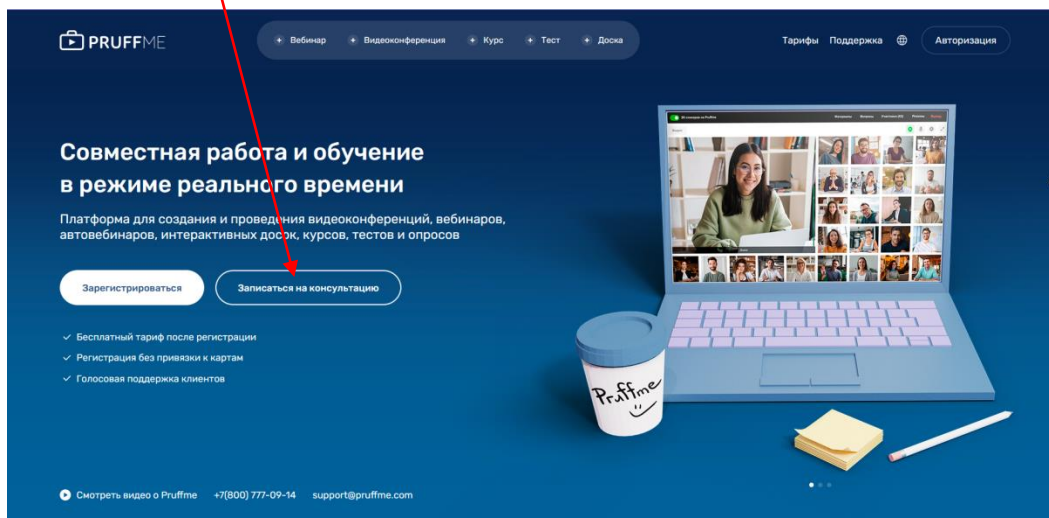 PRUFFME
Вебинар Видеоконференция Курс Тест Доска
Тарифы Поддержка Авторизация
Совместная работа и обучение
в режиме реального времени
Платформа для создания и проведения видеоконференций, вебинаров,
автовебинаров, интерактивных досок, курсов, тестов и опросов
Зарегистрироваться Записаться на консультацию
Бесплатный тариф после регистрации
Регистрация без привязки к картам
Голосовая поддержка клиентов
Pruffme
Смотреть видео о Pruffme +7(800) 777-09-14 support@pruffme.com